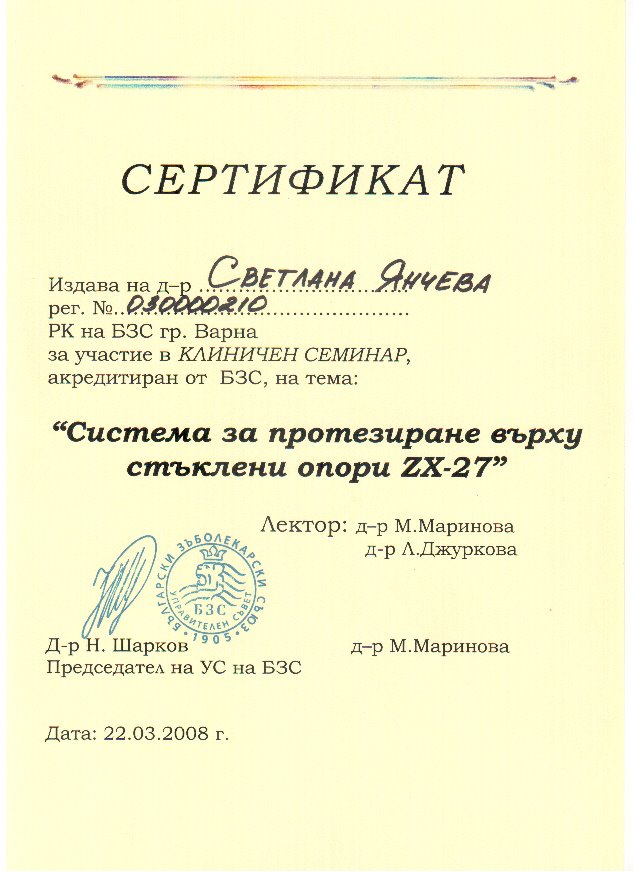 СЕРТИФИКАТ
Издава на д–р ...Светлана Янчева
рег. №..030000210......................
РК на БЗС гр. Варна
за участие в КЛИНИЧЕН СЕМИНАР,
акредитиран от БЗС, на тема:
“Система за протезиране върху
стъклени опори ZX-27”
Лектор: д–р М.Маринова
д-р Л.Джуркова
БЪЛГАРСКИ ЗЪБОЛЕКАРСКИ СЪЮЗ
УПРАВИТЕЛЕН СЪВЕТ
БЗС
1905
Д-р Н. Шарков д–р М.Маринова
Председател на УС на БЗС
Дата: 22.03.2008 г.